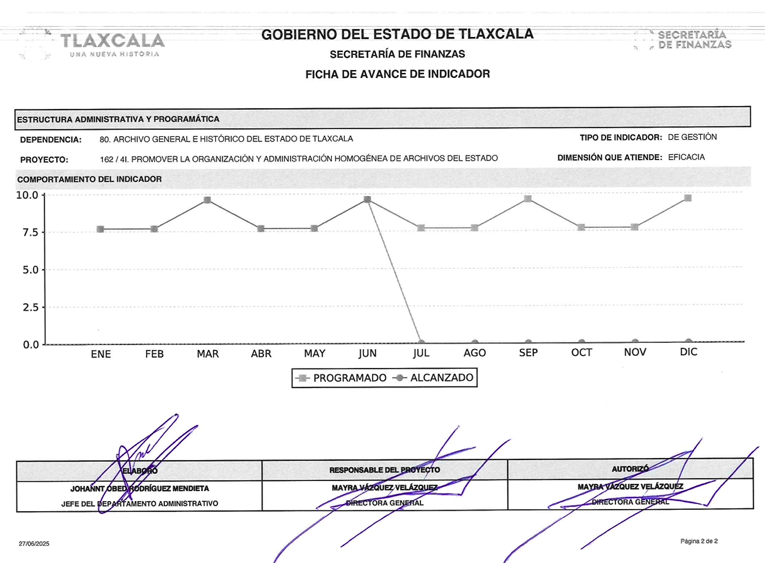 GOBIERNO DEL ESTADO DE TLAXCALA
TLAXCALA
UNA NUEVA HISTORIA
SECRETARÍA DE FINANZAS
SECRETARÍA
DE FINANZAS
FICHA DE AVANCE DE INDICADOR
ESTRUCTURA ADMINISTRATIVA Y PROGRAMÁTICA
DEPENDENCIA: 80. ARCHIVO GENERAL E HISTÓRICO DEL ESTADO DE TLAXCALA TIPO DE INDICADOR: DE GESTIÓN
PROYECTO: 162 / 4I. PROMOVER LA ORGANIZACIÓN Y ADMINISTRACIÓN HOMOGÉNEA DE ARCHIVOS DEL ESTADO DIMENSIÓN QUE ATIENDE: EFICACIA
COMPORTAMIENTO DEL INDICADOR
10.0
7.5
5.0
2.5
0.0
ENE FEB MAR ABR MAY JUN JUL AGO SEP OCT NOV DIC
PROGRAMADO ALCANZADO
ELABORÓ RESPONSABLE DEL PROYECTO AUTORIZÓ
JOHANNT OBED RODRÍGUEZ MENDIETA MAYRA VÁZQUEZ VELÁZQUEZ MAYRA VÁZQUEZ VELÁZQUEZ
JEFE DEL DEPARTAMENTO ADMINISTRATIVO DIRECTORA GENERAL DIRECTORA GENERAL
27/06/2025 Página 2 de 2